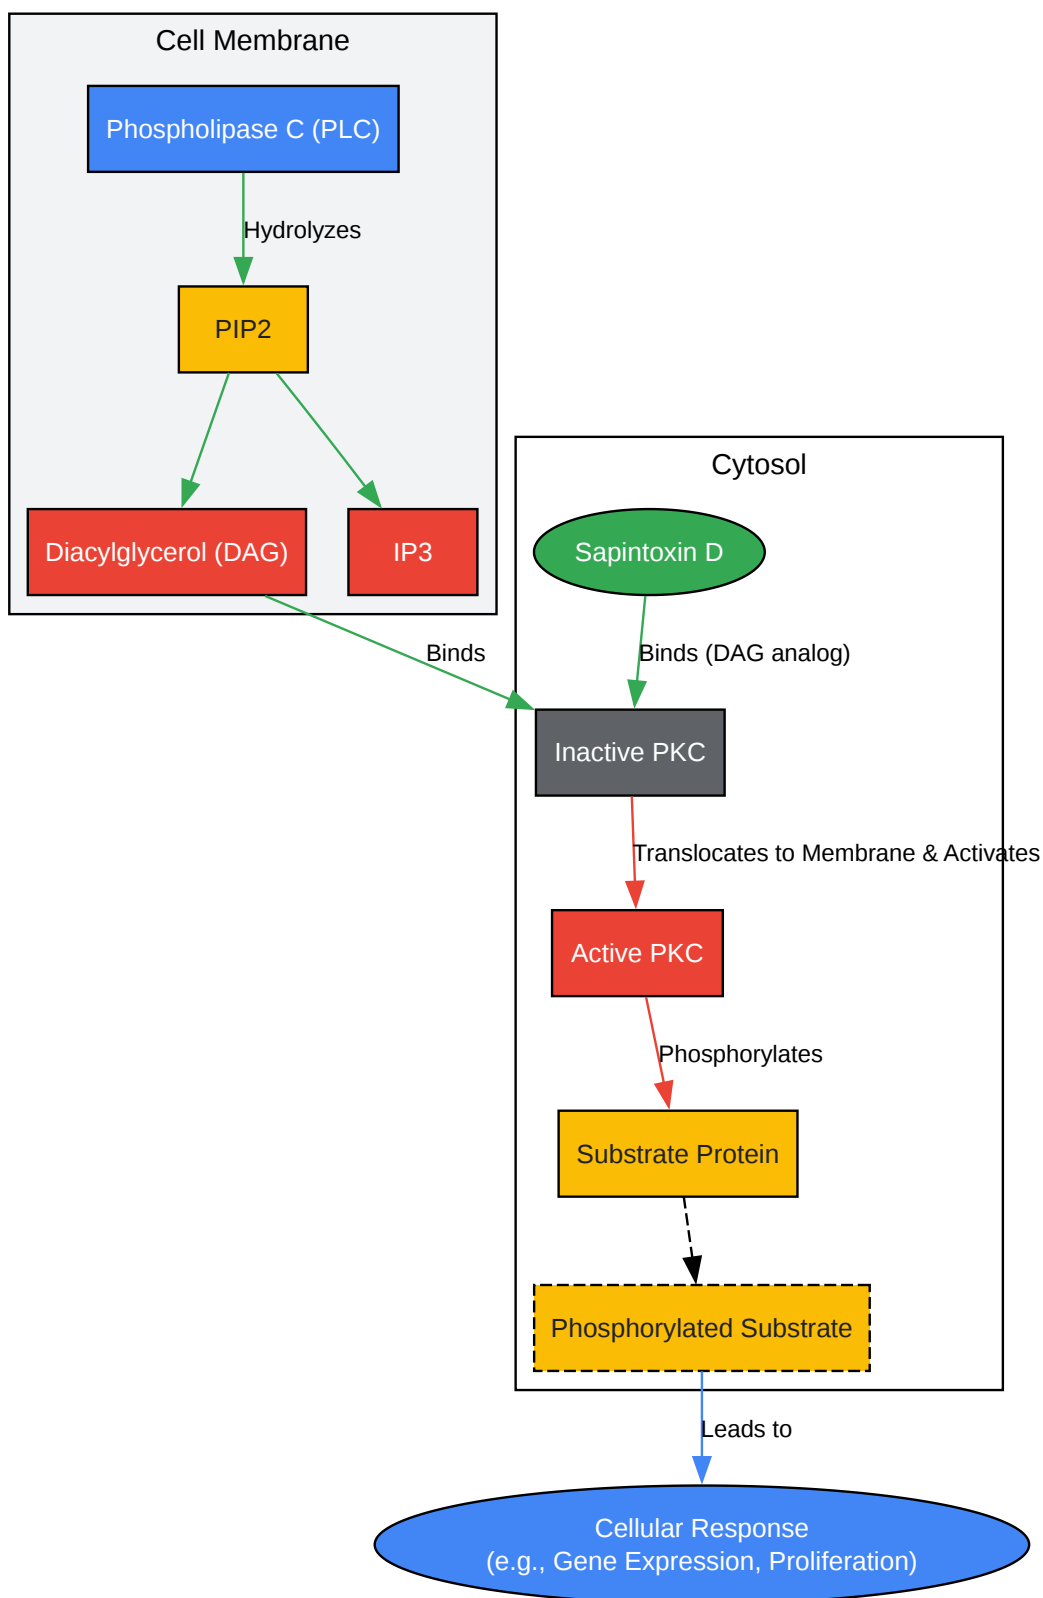 Cell Membrane
Phospholipase C (PLC)
Hydrolyzes
PIP2
Diacylglycerol (DAG)
IP3
Cytosol
Sapintoxin D
Binds
Binds (DAG analog)
Inactive PKC
Translocates to Membrane & Activates
Active PKC
Phosphorylates
Substrate Protein
Phosphorylated Substrate
Leads to
Cellular Response
(e.g., Gene Expression, Proliferation)